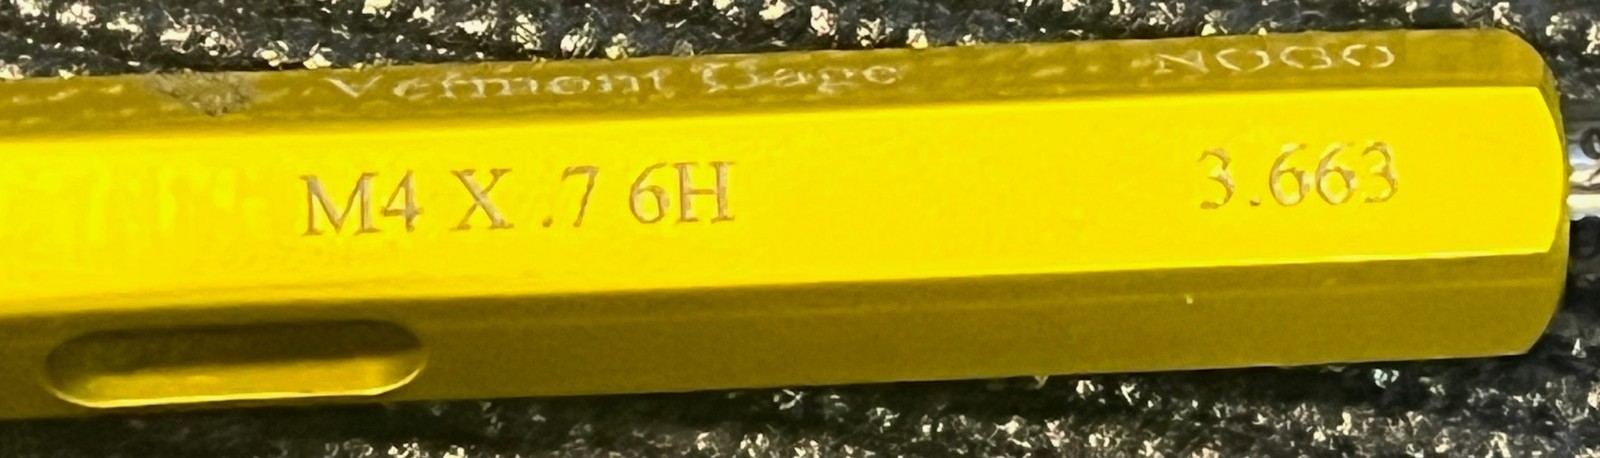 Vermont Gage NOGO
M4 X .7 6H 3.663